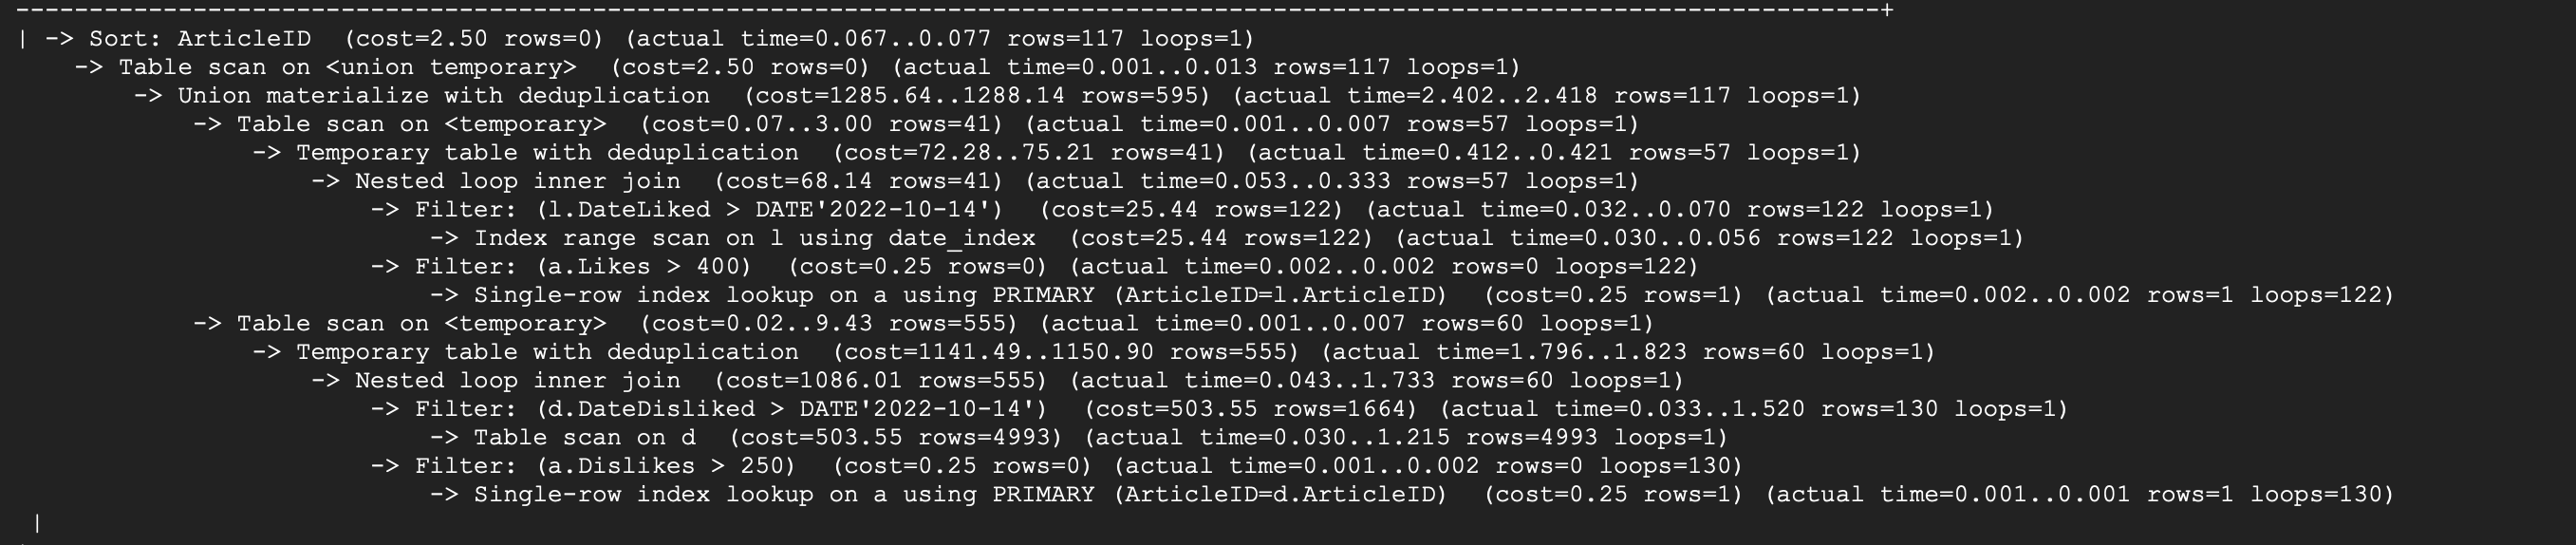 --------------------------------------------------------------------------------------------------------------------------------+
| -> Sort: ArticleID  (cost=2.50 rows=0) (actual time=0.067..0.077 rows=117 loops=1)
    -> Table scan on <union temporary>  (cost=2.50 rows=0) (actual time=0.001..0.013 rows=117 loops=1)
        -> Union materialize with deduplication  (cost=1285.64..1288.14 rows=595) (actual time=2.402..2.418 rows=117 loops=1)
            -> Table scan on <temporary>  (cost=0.07..3.00 rows=41) (actual time=0.001..0.007 rows=57 loops=1)
                -> Temporary table with deduplication  (cost=72.28..75.21 rows=41) (actual time=0.412..0.421 rows=57 loops=1)
                    -> Nested loop inner join  (cost=68.14 rows=41) (actual time=0.053..0.333 rows=57 loops=1)
                        -> Filter: (l.DateLiked > DATE'2022-10-14')  (cost=25.44 rows=122) (actual time=0.032..0.070 rows=122 loops=1)
                            -> Index range scan on l using date_index  (cost=25.44 rows=122) (actual time=0.030..0.056 rows=122 loops=1)
                        -> Filter: (a.Likes > 400)  (cost=0.25 rows=0) (actual time=0.002..0.002 rows=0 loops=122)
                            -> Single-row index lookup on a using PRIMARY (ArticleID=l.ArticleID)  (cost=0.25 rows=1) (actual time=0.002..0.002 rows=1 loops=122)
            -> Table scan on <temporary>  (cost=0.02..9.43 rows=555) (actual time=0.001..0.007 rows=60 loops=1)
                -> Temporary table with deduplication  (cost=1141.49..1150.90 rows=555) (actual time=1.796..1.823 rows=60 loops=1)
                    -> Nested loop inner join  (cost=1086.01 rows=555) (actual time=0.043..1.733 rows=60 loops=1)
                        -> Filter: (d.DateDisliked > DATE'2022-10-14')  (cost=503.55 rows=1664) (actual time=0.033..1.520 rows=130 loops=1)
                            -> Table scan on d  (cost=503.55 rows=4993) (actual time=0.030..1.215 rows=4993 loops=1)
                        -> Filter: (a.Dislikes > 250)  (cost=0.25 rows=0) (actual time=0.001..0.002 rows=0 loops=130)
                            -> Single-row index lookup on a using PRIMARY (ArticleID=d.ArticleID)  (cost=0.25 rows=1) (actual time=0.001..0.001 rows=1 loops=130)
 |